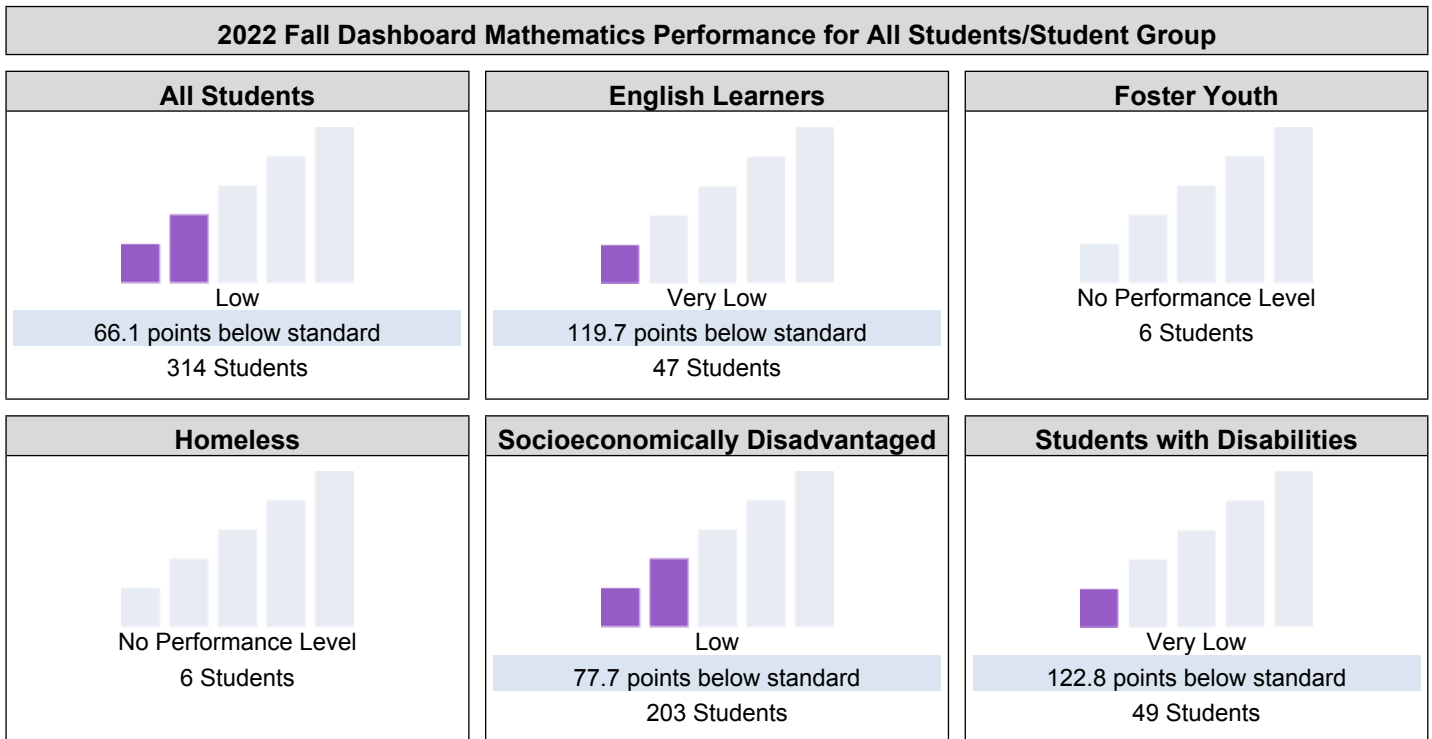 2022 Fall Dashboard Mathematics Performance for All Students/Student Group
All Students
Low
66.1 points below standard
314 Students
English Learners
Very Low
119.7 points below standard
47 Students
Foster Youth
No Performance Level
6 Students
Homeless
No Performance Level
6 Students
Socioeconomically Disadvantaged
Low
77.7 points below standard
203 Students
Students with Disabilities
Very Low
122.8 points below standard
49 Students